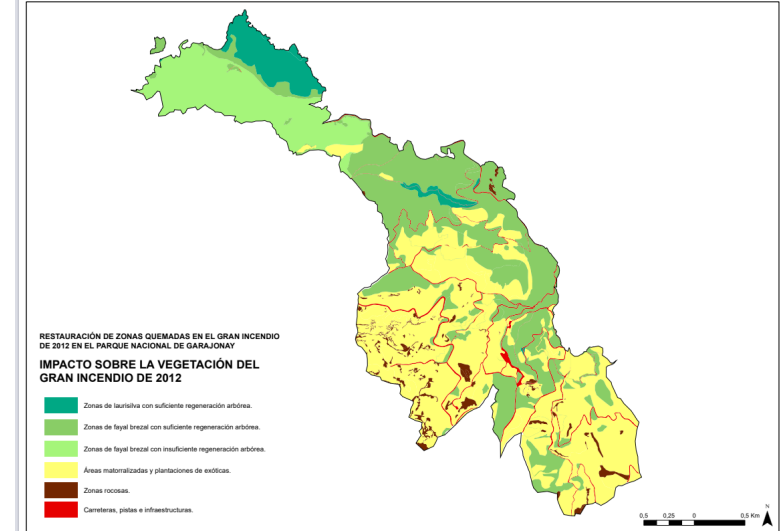 RESTAURACIÓN DE ZONAS QUEMADAS EN EL GRAN INCENDIO
DE 2012 EN EL PARQUE NACIONAL DE GARAJONAY
IMPACTO SOBRE LA VEGETACIÓN DEL
GRAN INCENDIO DE 2012
Zonas de laurisilva con suficiente regeneración arbórea.
Zonas de fayal brezal con suficiente regeneración arbórea.
Zonas de fayal brezal con insuficiente regeneración arbórea.
Áreas matorralizadas y plantaciones de exóticas.
Zonas rocosas.
Carreteras, pistas e infraestructuras.
0,5 0,25 0 0,5 Km
N